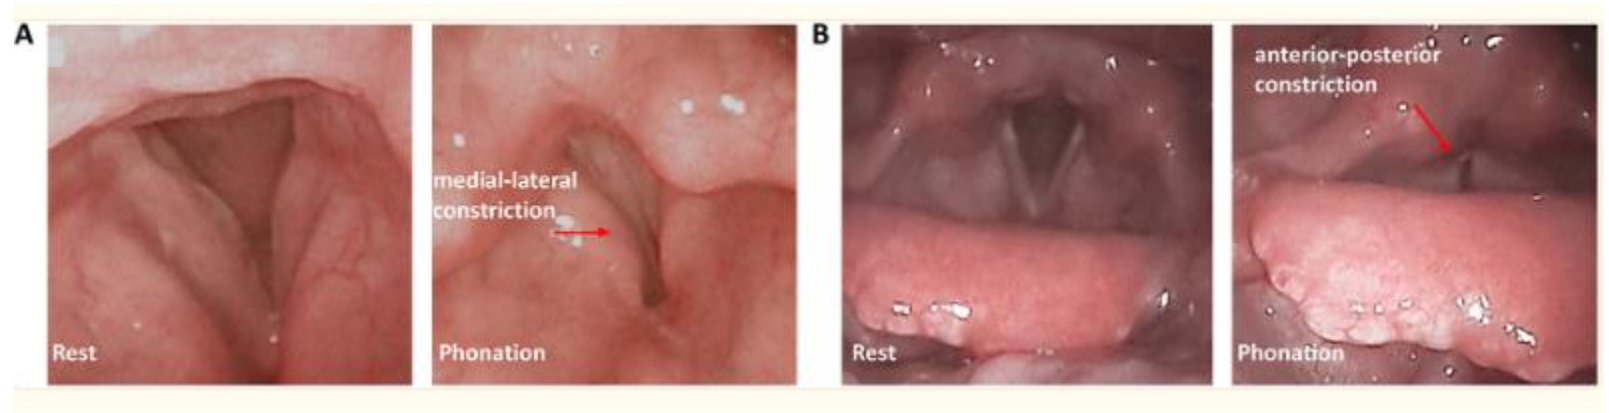 A
medial-lateral
constriction
Rest
Phonation
B
anterior-posterior
constriction
Rest
Phonation